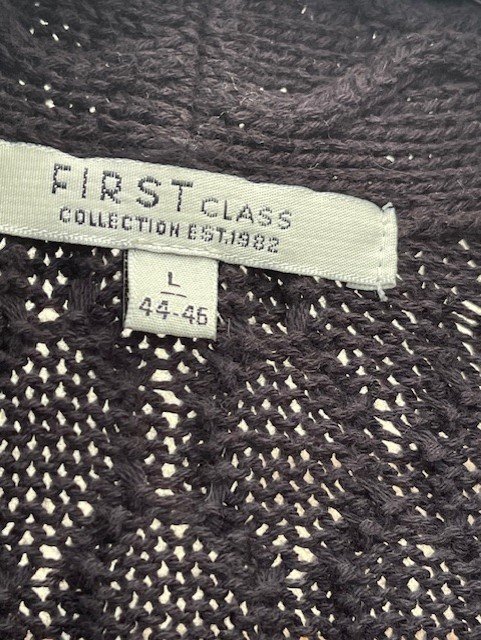 FIRST CLASS
COLLECTION EST.1982
L
44-46